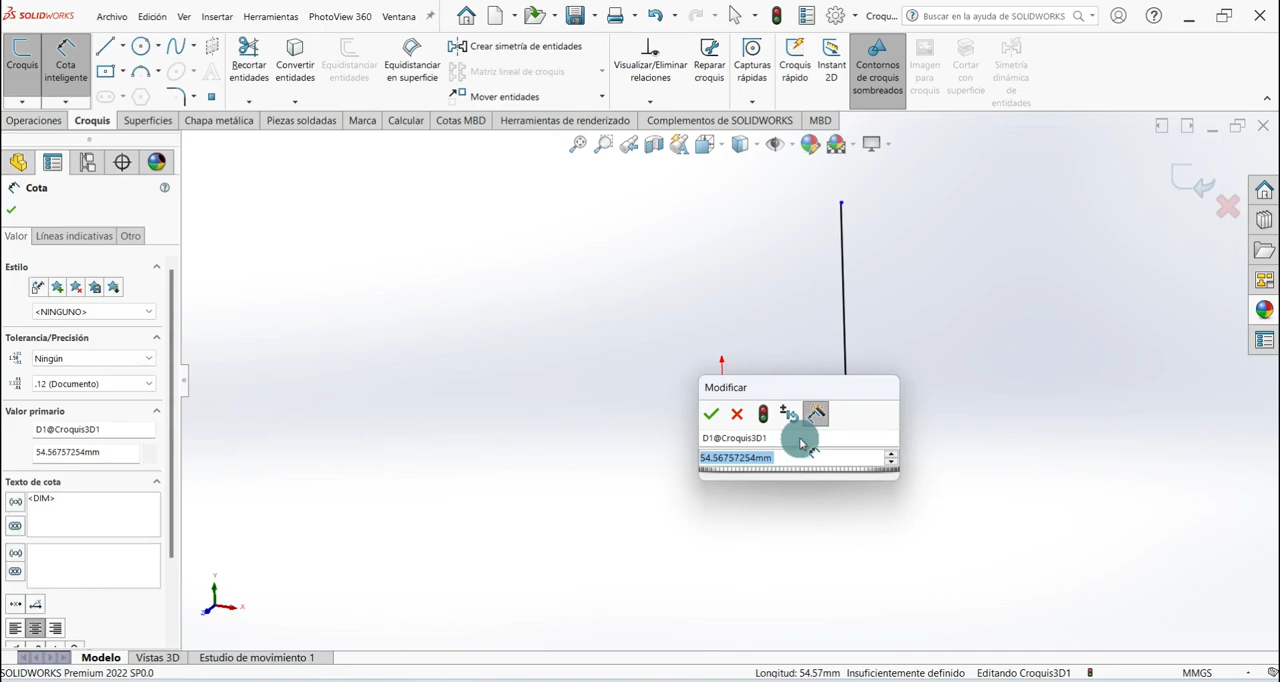 SOLIDWORKS
Archivo Edición Ver Insertar Herramientas PhotoView 360 Ventana
Croqu...
Buscar en la ayuda de SOLIDWORKS
Croquis
Cota inteligente
Recortar entidades
Convertir entidades
Equidistanciar entidades
Equidistanciar en superficie
Crear simetría de entidades
Matriz lineal de croquis
Mover entidades
Visualizar/Eliminar relaciones
Reparar croquis
Capturas rápidas
Croquis rápido
Instant 2D
Contornos de croquis sombreados
Imagen para croquis
Cortar con superficie
Simetría dinámica de entidades
Operaciones Croquis Superficies Chapa metálica Piezas soldadas Marca Calcular Cotas MBD Herramientas de renderizado Complementos de SOLIDWORKS MBD
Cota
Valor Líneas indicativas Otro
Estilo
<NINGUNO>
Tolerancia/Precisión
Ningún
.12 (Documento)
Valor primario
D1@Croquis3D1
54.56757254mm
Texto de cota
<DIM>
Modificar
D1@Croquis3D1
54.56757254mm
Y
X
Z
Modelo Vistas 3D Estudio de movimiento 1
SOLIDWORKS Premium 2022 SP0.0
Longitud: 54.57mm Insuficientemente definido Editando Croquis3D1 MMGS